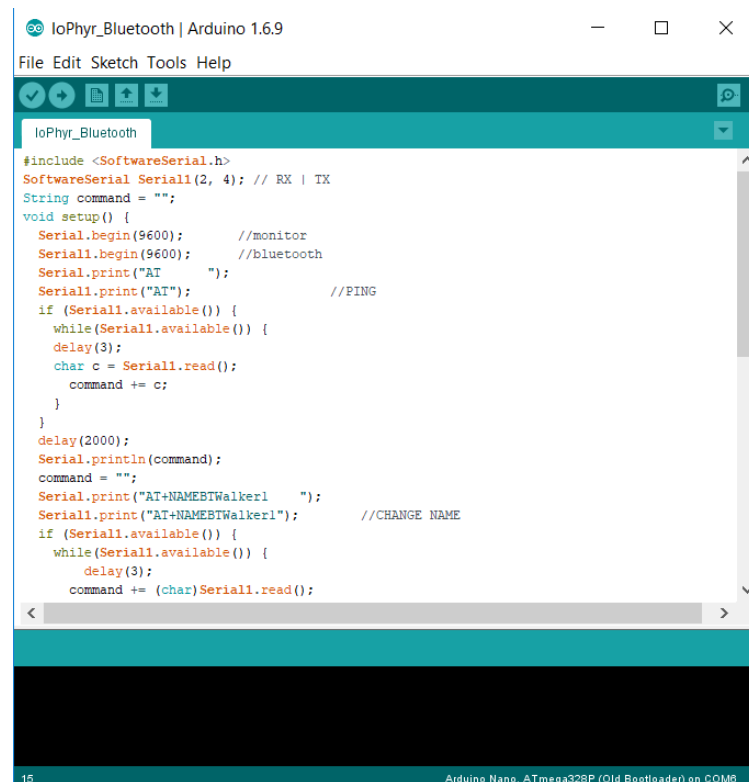 IoPhyr_Bluetooth | Arduino 1.6.9
File Edit Sketch Tools Help
IoPhyr_Bluetooth
#include <SoftwareSerial.h>
SoftwareSerial Serial1(2, 4); // RX | TX
String command = "";
void setup() {
  Serial.begin(9600);       //monitor
  Serial1.begin(9600);      //bluetooth
  Serial.print("AT      ");
  Serial1.print("AT");                  //PING
  if (Serial1.available()) {
    while(Serial1.available()) {
    delay(3);
    char c = Serial1.read();
      command += c;
    }
  }
  delay(2000);
  Serial.println(command);
  command = "";
  Serial.print("AT+NAMEBTWalker1    ");
  Serial1.print("AT+NAMEBTWalker1");        //CHANGE NAME
  if (Serial1.available()) {
    while(Serial1.available()) {
        delay(3);
      command += (char)Serial1.read();
15
Arduino Nano, ATmega328P (Old Bootloader) on COM6